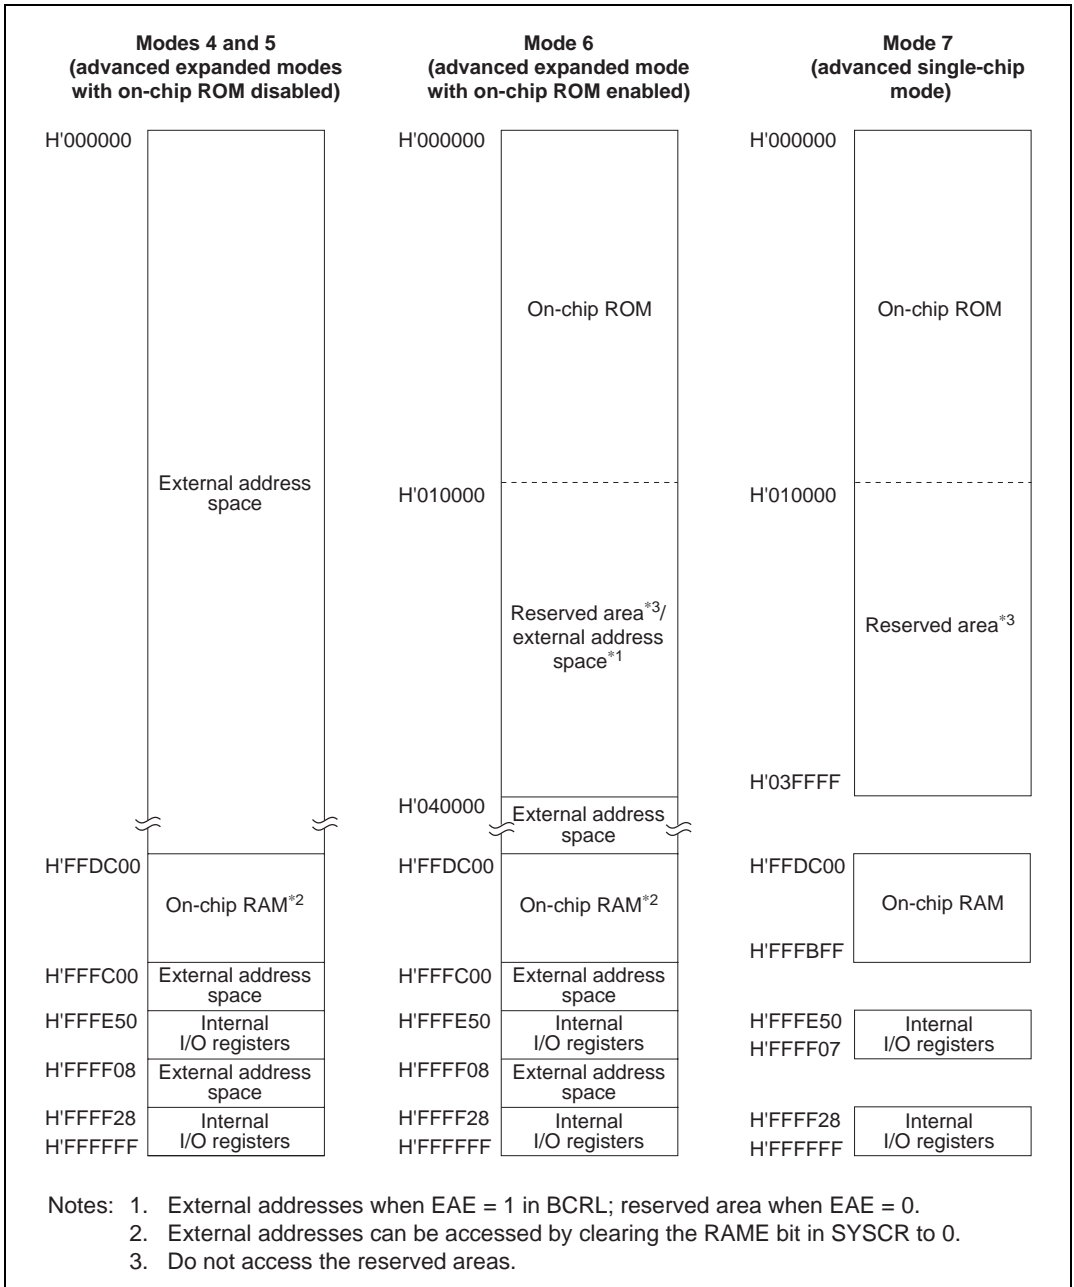 Modes 4 and 5
(advanced expanded modes
with on-chip ROM disabled)
Mode 6
(advanced expanded mode
with on-chip ROM enabled)
Mode 7
(advanced single-chip
mode)
H'000000
External address
space
H'FFDC00
On-chip RAM*2
H'FFFC00
External address
space
H'FFFE50
Internal
I/O registers
H'FFFF08
External address
space
H'FFFF28
Internal
I/O registers
H'FFFFFF
H'000000
On-chip ROM
H'010000
Reserved area*3/
external address
space*1
H'040000
External address
space
H'FFDC00
On-chip RAM*2
H'FFFC00
External address
space
H'FFFE50
Internal
I/O registers
H'FFFF08
External address
space
H'FFFF28
Internal
I/O registers
H'FFFFFF
H'000000
On-chip ROM
H'010000
Reserved area*3
H'03FFFF
H'FFDC00
On-chip RAM
H'FFFBFF
H'FFFE50
Internal
I/O registers
H'FFFF07
H'FFFF28
Internal
I/O registers
H'FFFFFF
Notes: 1. External addresses when EAE = 1 in BCRL; reserved area when EAE = 0.
2. External addresses can be accessed by clearing the RAME bit in SYSCR to 0.
3. Do not access the reserved areas.